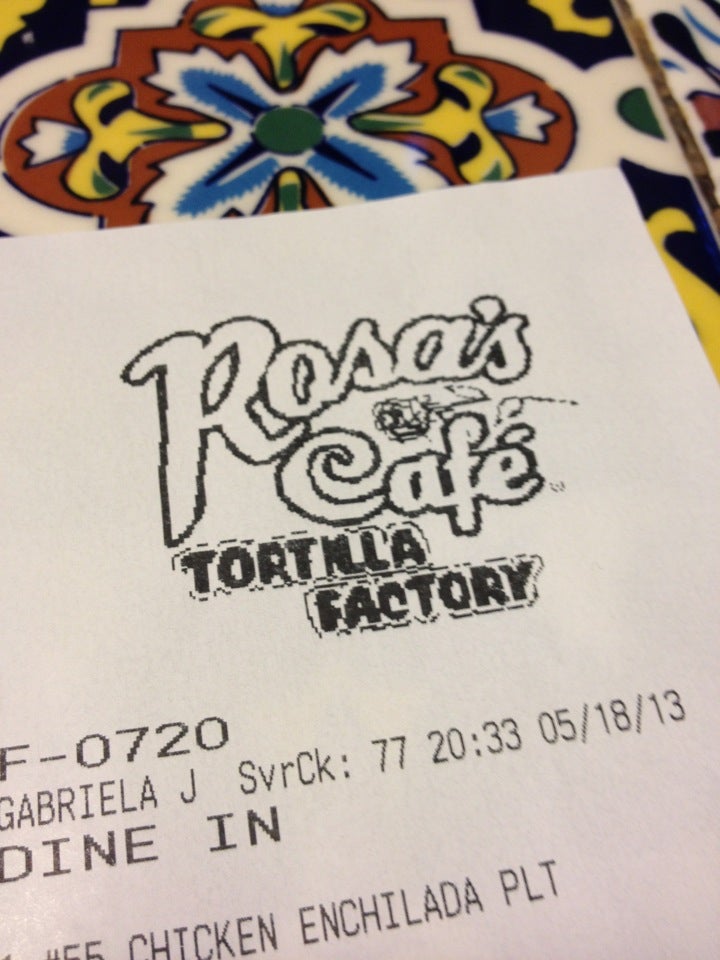 Rosa's
Café
TORTILLA
FACTORY
F-0720
GABRIELA J SvrCk: 77 20:33 05/18/13
DINE IN
1 #55 CHICKEN ENCHILADA PLT